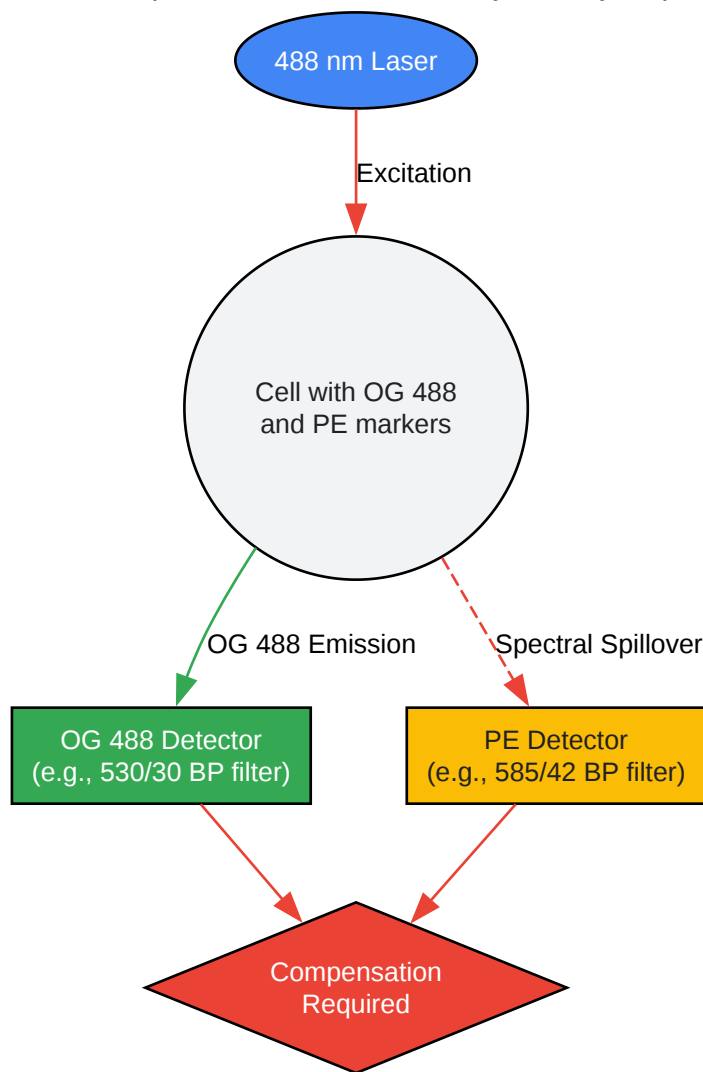 488 nm Laser
Excitation
Cell with OG 488
and PE markers
OG 488 Emission
Spectral Spillover
OG 488 Detector
(e.g., 530/30 BP filter)
PE Detector
(e.g., 585/42 BP filter)
Compensation
Required